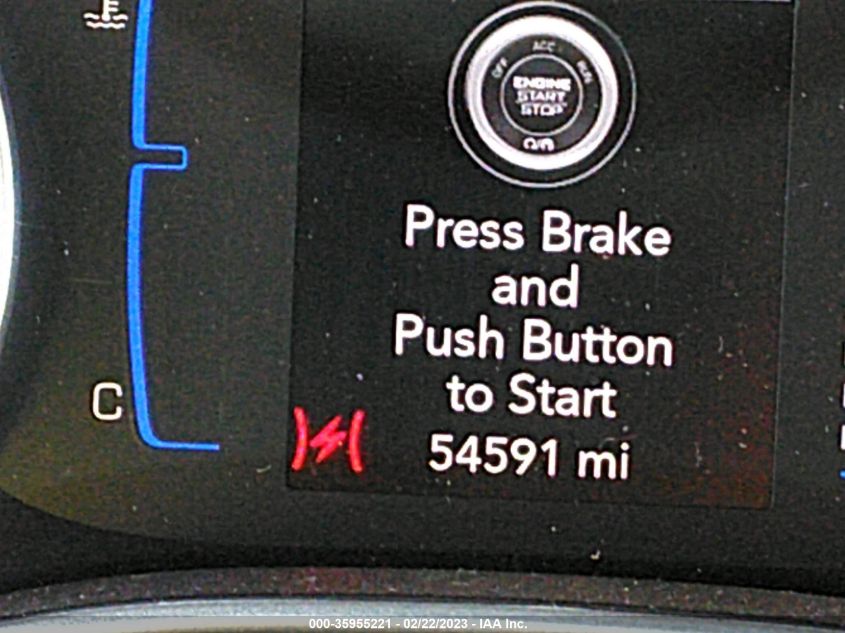 OFF ACC RUN
ENGINE
START
STOP
Press Brake
and
Push Button
to Start
C
54591 mi
000-35955221 - 02/22/2023 - IAA Inc.